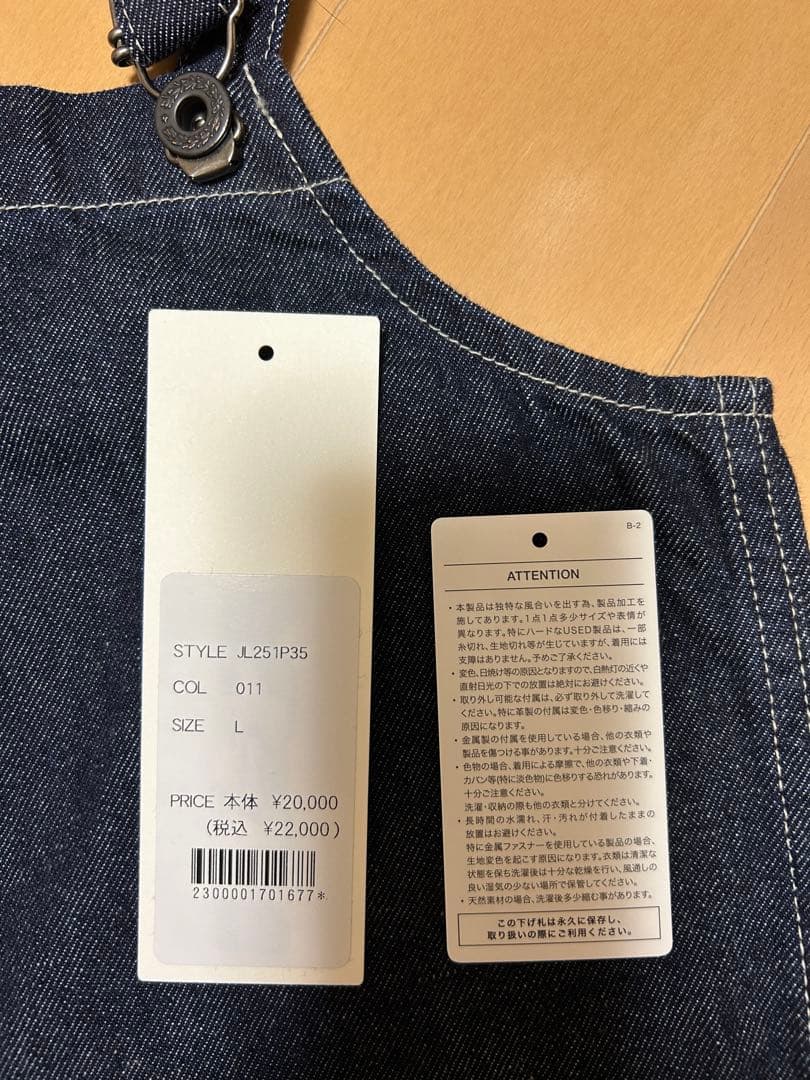 STYLE JL251P35
COL 011
SIZE L
PRICE 本体 ¥20,000
(税込 ¥22,000)
2300001701677*
B-2
ATTENTION
・本製品は独特な風合いを出す為、製品加工を
施してあります。1点1点多少サイズや表情が
異なります。特にハードなUSED製品は、一部
糸切れ、生地切れ等が生じていますが、着用には
支障はありません。予めご了承ください。
・変色、日焼け等の原因となりますので、白熱灯の近くや
直射日光の下での放置は絶対にお避けください。
・取り外し可能な付属は、必ず取り外して洗濯して
ください。特に革製の付属は変色・色移り・縮みの
原因になります。
・金属製の付属を使用している場合、他の衣類や
製品を傷つける事があります。十分ご注意ください。
・色物の場合、着用による摩擦で、他の衣類や下着・
カバン等(特に淡色物)に色移りする恐れがあります。
十分ご注意ください。
洗濯・収納の際も他の衣類と分けてください。
・長時間の水濡れ、汗・汚れが付着したままの
放置はお避けください。
特に金属ファスナーを使用している製品の場合、
生地変色を起こす原因になります。衣類は清潔な
状態を保ち洗濯後は十分な乾燥を行い、風通しの
良い湿気の少ない場所で保管してください。
・天然素材の場合、洗濯後多少縮む事があります。
この下げ札は永久に保存し、
取り扱いの際にご利用ください。